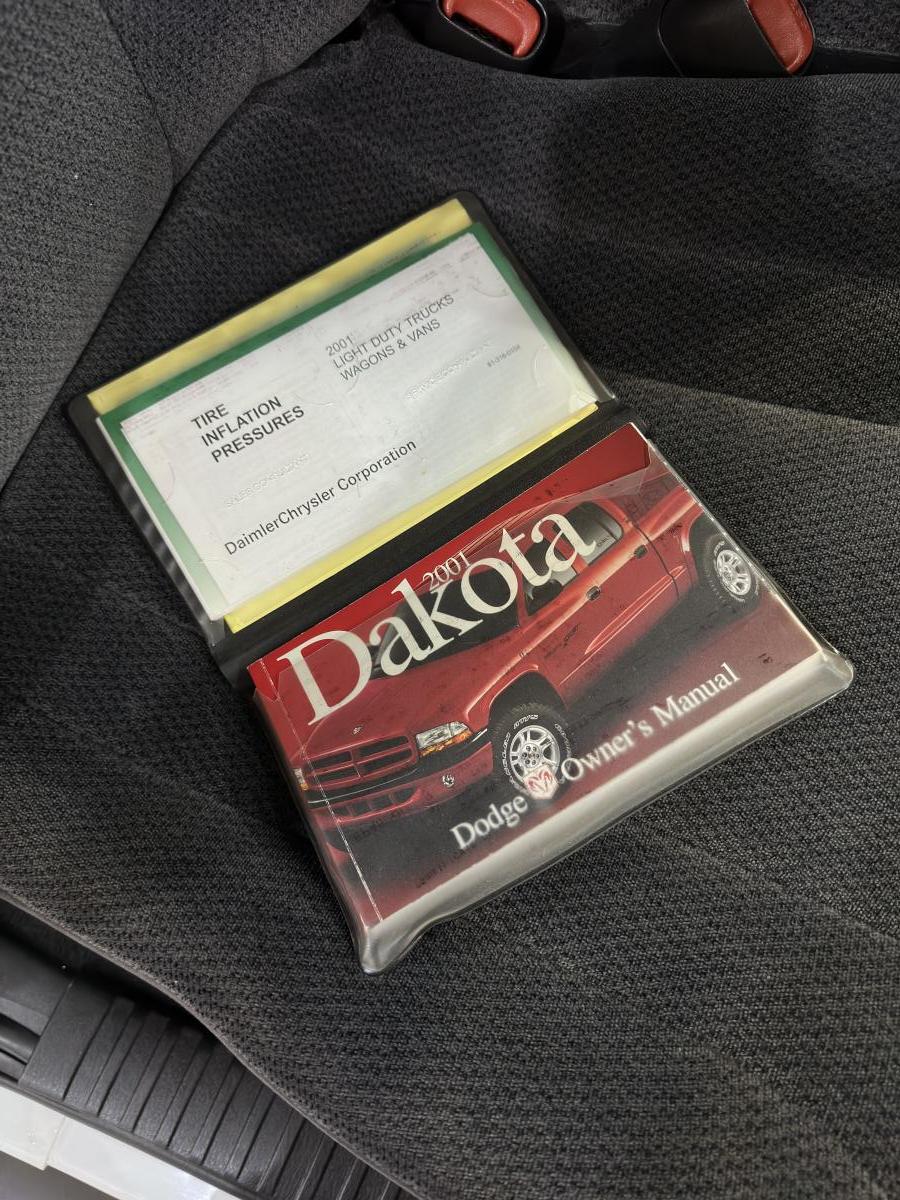 2001
LIGHT DUTY TRUCKS
WAGONS & VANS
TIRE
INFLATION
PRESSURES
DaimlerChrysler Corporation
2001
Dakota
Dodge Owner's Manual